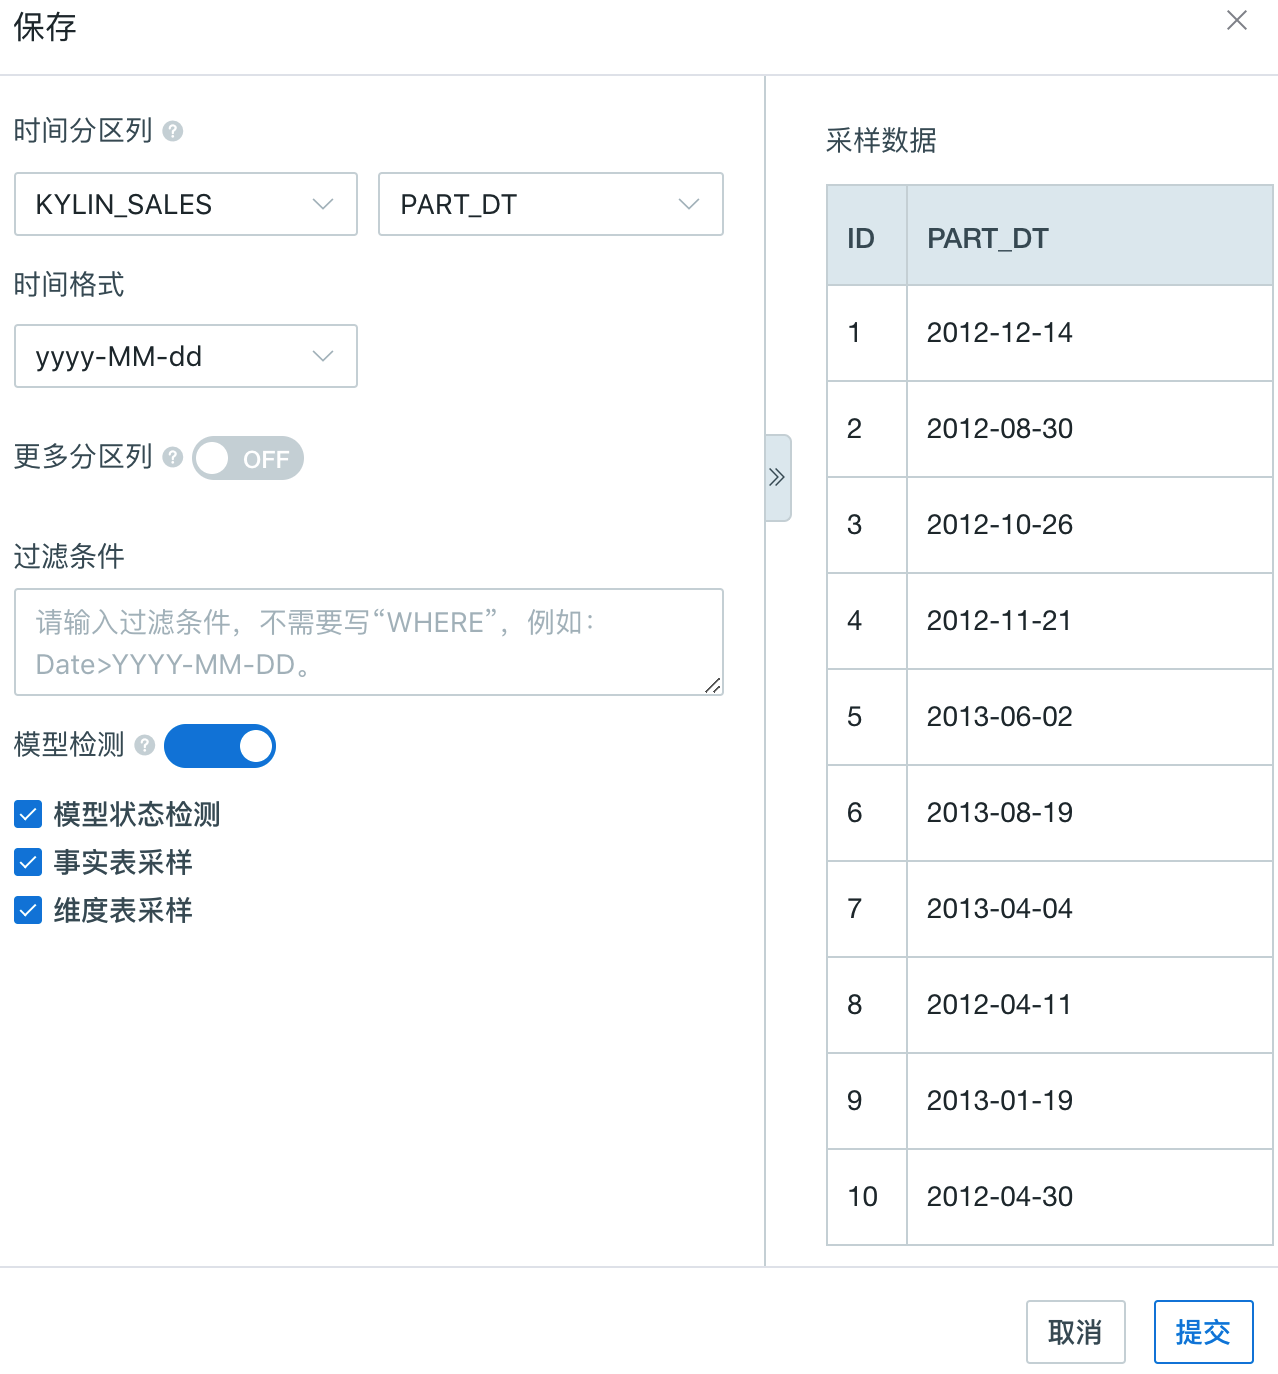 保存
时间分区列 ?
KYLIN_SALES PART_DT
时间格式
yyyy-MM-dd
更多分区列 ? OFF
过滤条件
请输入过滤条件，不需要写“WHERE”，例如：
Date>YYYY-MM-DD。
模型检测 ?
模型状态检测
事实表采样
维度表采样
采样数据
ID PART_DT
1 2012-12-14
2 2012-08-30
3 2012-10-26
4 2012-11-21
5 2013-06-02
6 2013-08-19
7 2013-04-04
8 2012-04-11
9 2013-01-19
10 2012-04-30
取消 提交